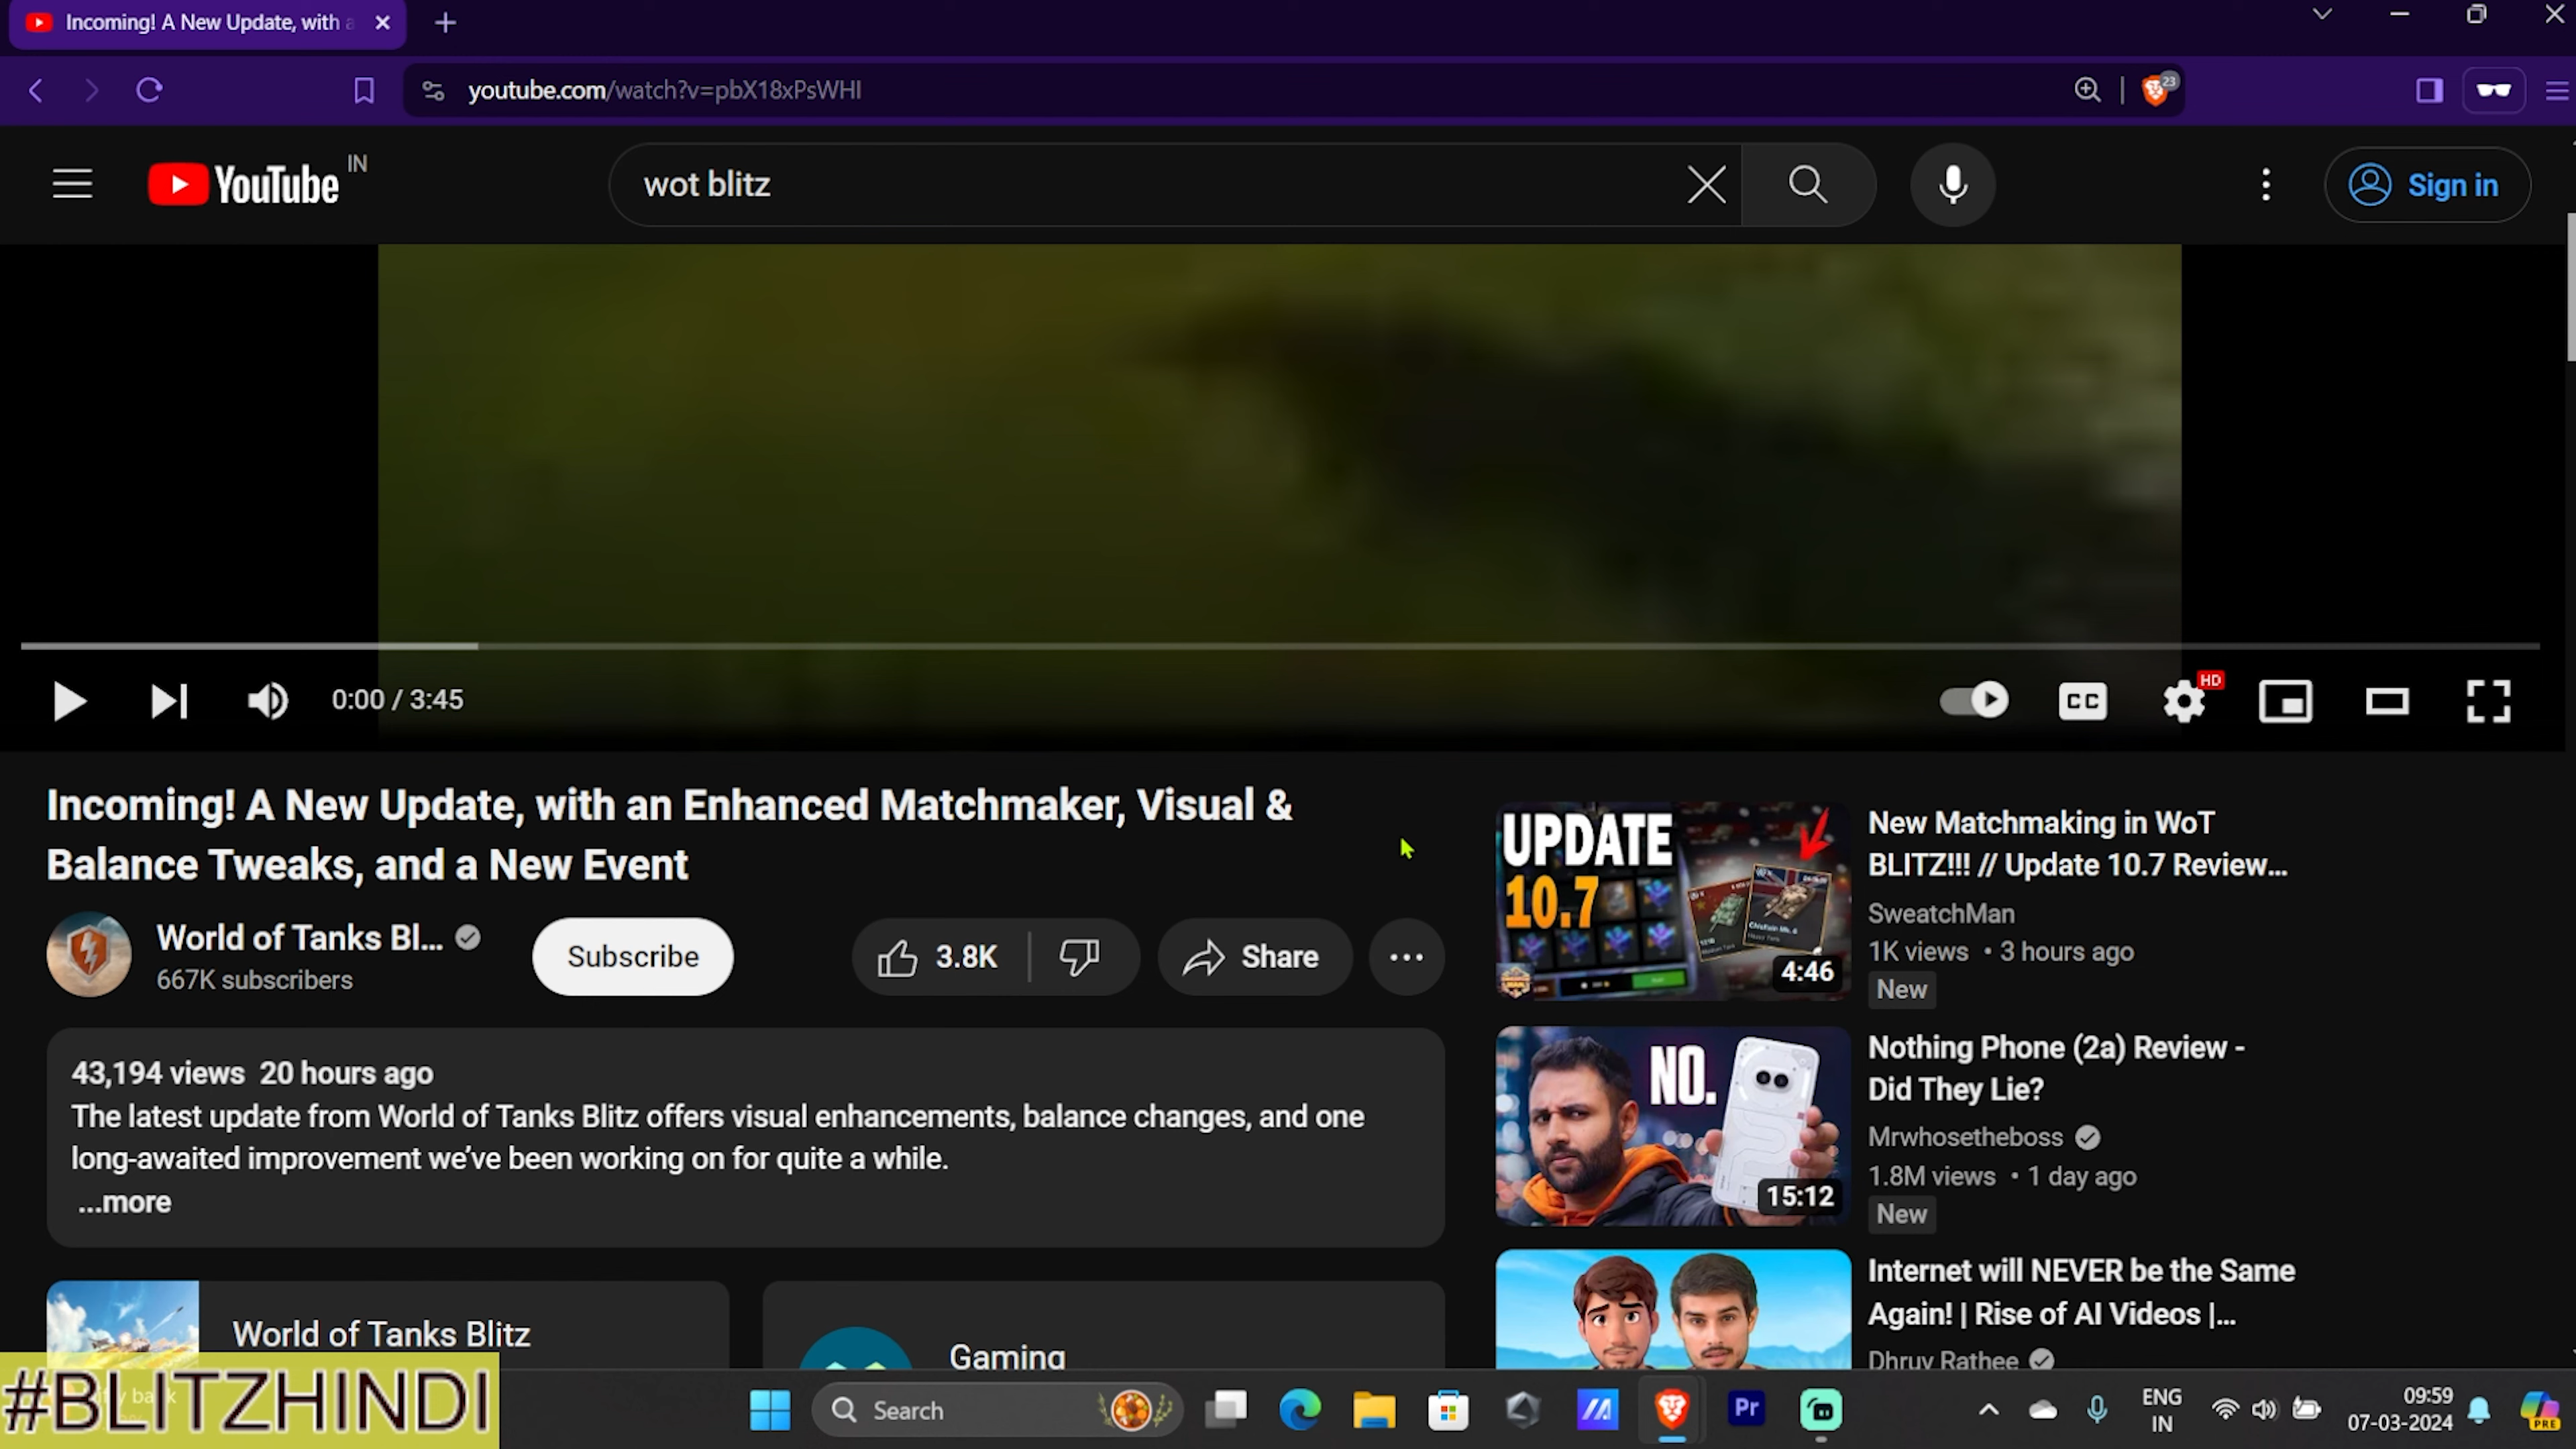 Incoming! A New Update, with a
youtube.com/watch?v=pbX18xPsWHI
23
YouTube IN
wot blitz
Sign in
0:00 / 3:45
CC
HD
Incoming! A New Update, with an Enhanced Matchmaker, Visual &
Balance Tweaks, and a New Event
World of Tanks Bl...
667K subscribers
Subscribe
3.8K
Share
43,194 views 20 hours ago
The latest update from World of Tanks Blitz offers visual enhancements, balance changes, and one
long-awaited improvement we've been working on for quite a while.
...more
World of Tanks Blitz
Gaming
UPDATE
10.7
4:46
New Matchmaking in WoT
BLITZ!!! // Update 10.7 Review...
SweatchMan
1K views • 3 hours ago
New
NO.
15:12
Nothing Phone (2a) Review -
Did They Lie?
Mrwhosetheboss
1.8M views • 1 day ago
New
Internet will NEVER be the Same
Again! | Rise of AI Videos |...
Dhruv Rathee
#BLITZHINDI
Search
Pr
ENG
IN
09:59
07-03-2024
PRE